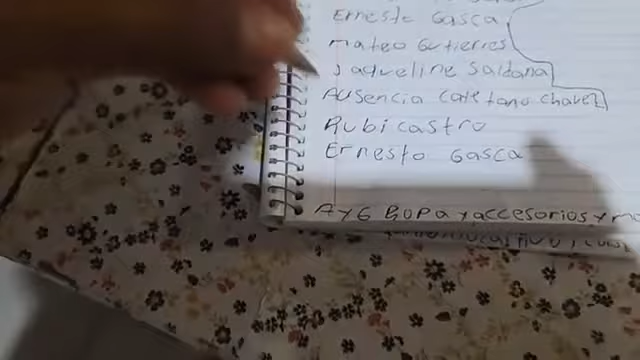 Ernesto Gasca
Mateo Gutierres
Jaqueline Saldana
Ausencia Cayetano chavez
Rubi castro
Ernesto Gasca
AYG ROPA y accesorios y m